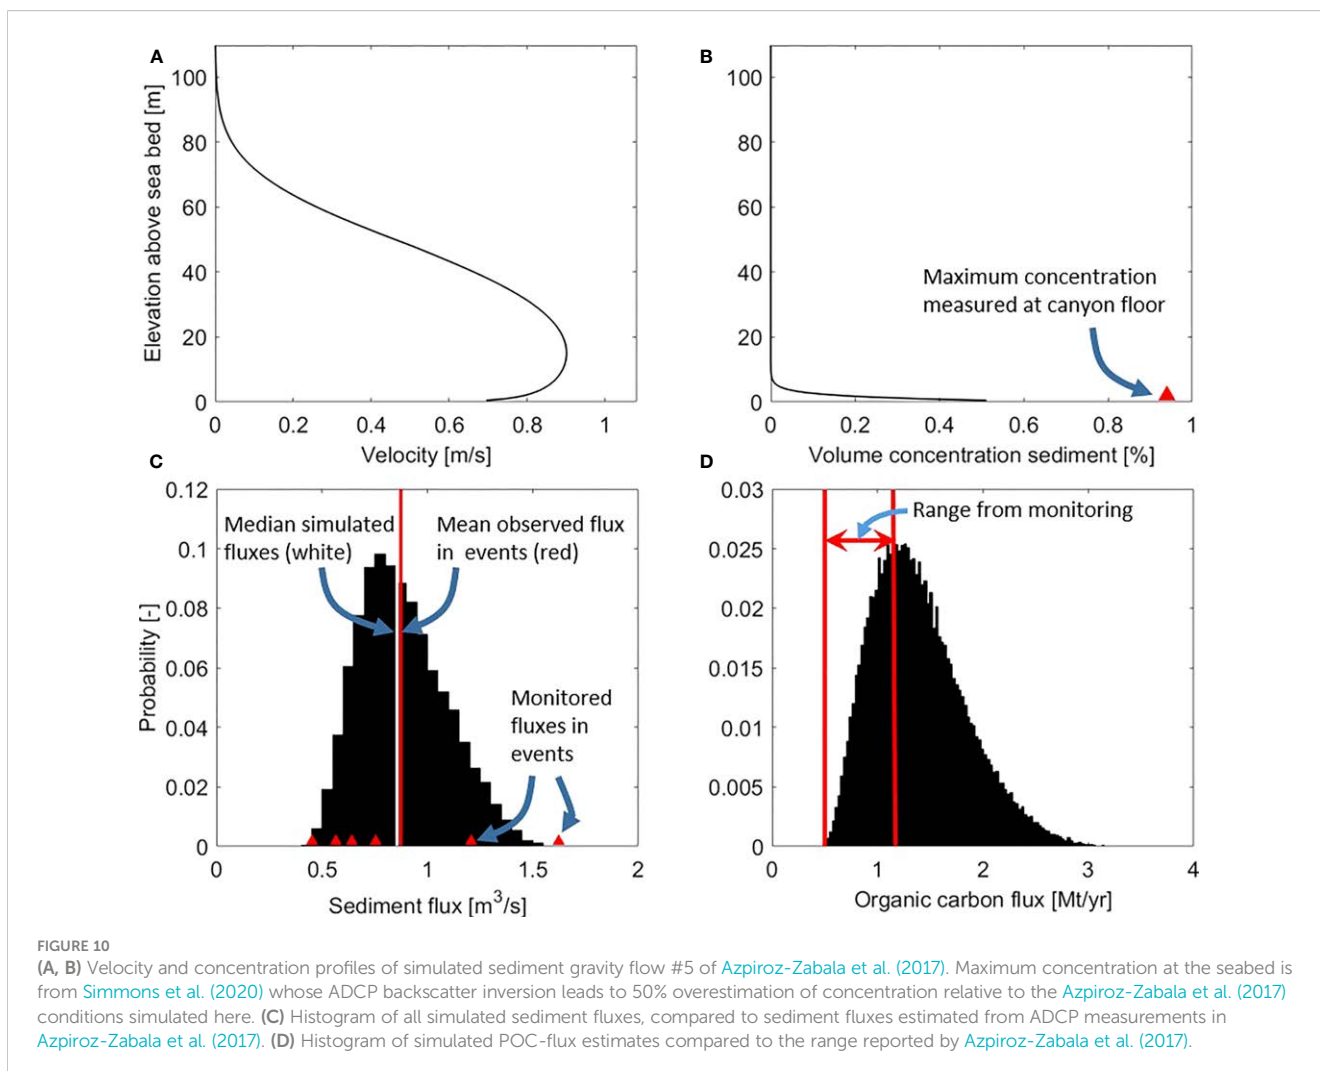 A
100
80
60
40
20
0
Elevation above sea bed [m]
0 0.2 0.4 0.6 0.8 1
Velocity [m/s]
B
100
80
60
40
20
0
Maximum concentration
measured at canyon floor
0 0.2 0.4 0.6 0.8 1
Volume concentration sediment [%]
C
0.12
0.1
0.08
0.06
0.04
0.02
0
Probability [-]
Median simulated
fluxes (white)
Mean observed flux
in events (red)
Monitored
fluxes in
events
0 0.5 1 1.5 2
Sediment flux [m³/s]
D
0.03
0.025
0.02
0.015
0.01
0.005
0
Range from monitoring
0 1 2 3 4
Organic carbon flux [Mt/yr]
FIGURE 10
(A, B) Velocity and concentration profiles of simulated sediment gravity flow #5 of Azpiroz-Zabala et al. (2017). Maximum concentration at the seabed is
from Simmons et al. (2020) whose ADCP backscatter inversion leads to 50% overestimation of concentration relative to the Azpiroz-Zabala et al. (2017)
conditions simulated here. (C) Histogram of all simulated sediment fluxes, compared to sediment fluxes estimated from ADCP measurements in
Azpiroz-Zabala et al. (2017). (D) Histogram of simulated POC-flux estimates compared to the range reported by Azpiroz-Zabala et al. (2017).